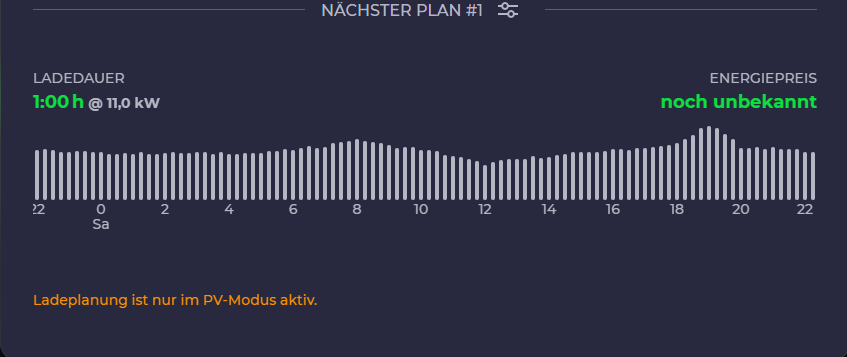 NÄCHSTER PLAN #1
LADEDAUER
ENERGIEPREIS
1:00 h @ 11,0 kW
noch unbekannt
22 0 2 4 6 8 10 12 14 16 18 20 22
Sa
Ladeplanung ist nur im PV-Modus aktiv.